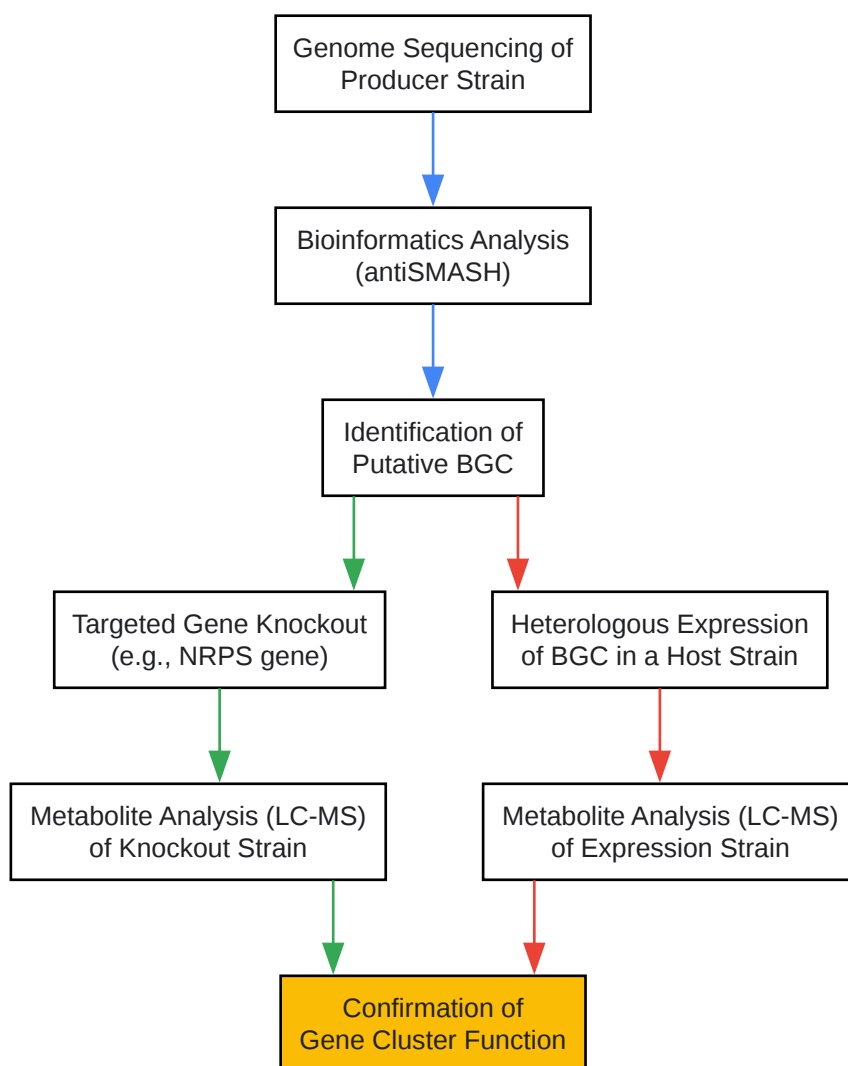 Genome Sequencing of
Producer Strain
Bioinformatics Analysis
(antiSMASH)
Identification of
Putative BGC
Targeted Gene Knockout
(e.g., NRPS gene)
Heterologous Expression
of BGC in a Host Strain
Metabolite Analysis (LC-MS)
of Knockout Strain
Metabolite Analysis (LC-MS)
of Expression Strain
Confirmation of
Gene Cluster Function